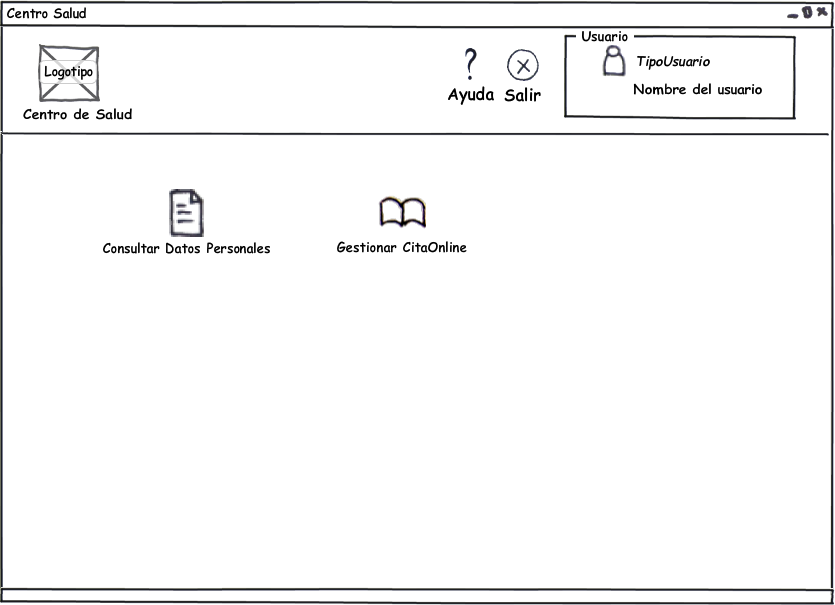 Centro Salud
Logotipo
Centro de Salud
Ayuda
Salir
Usuario
TipoUsuario
Nombre del usuario
Consultar Datos Personales
Gestionar CitaOnline